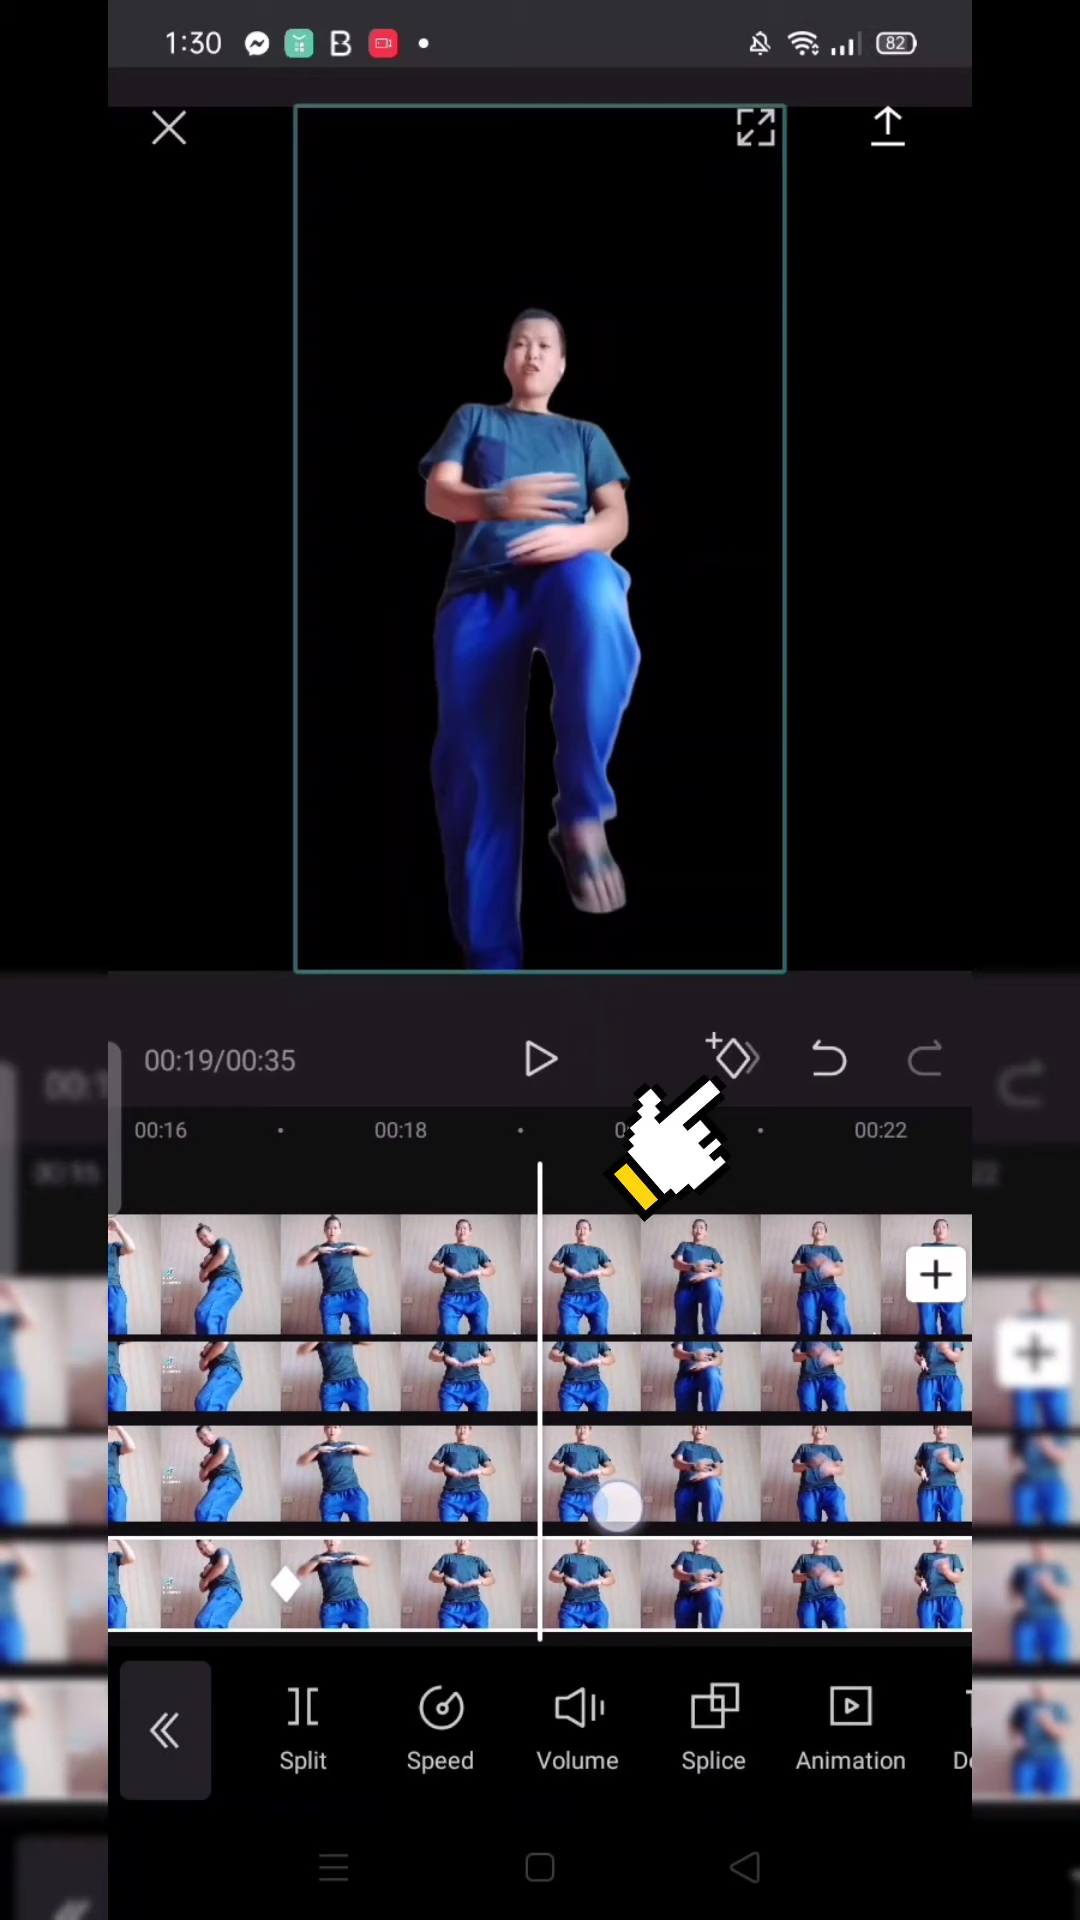 1:30
82
00:19/00:35
00:16
00:18
00:22
Split
Speed
Volume
Splice
Animation